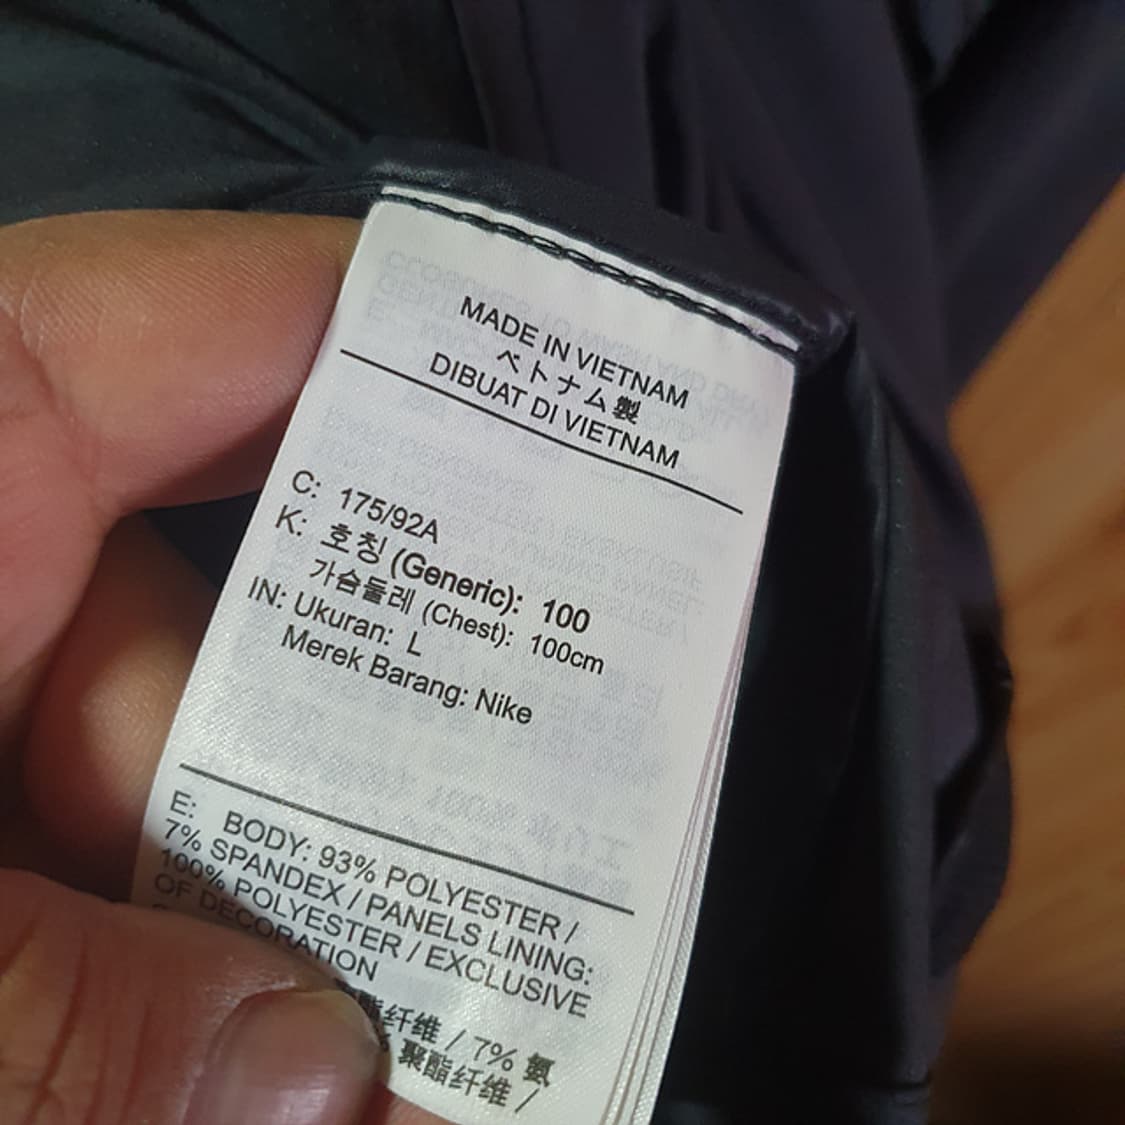 MADE IN VIETNAM
ベトナム製
DIBUAT DI VIETNAM
C: 175/92A
K: 호칭 (Generic): 100
가슴둘레 (Chest): 100cm
IN: Ukuran: L
Merek Barang: Nike
E: BODY: 93% POLYESTER /
7% SPANDEX / PANELS LINING:
100% POLYESTER / EXCLUSIVE
OF DECORATION
纤维 / 7% 氨
聚酯纤维 /